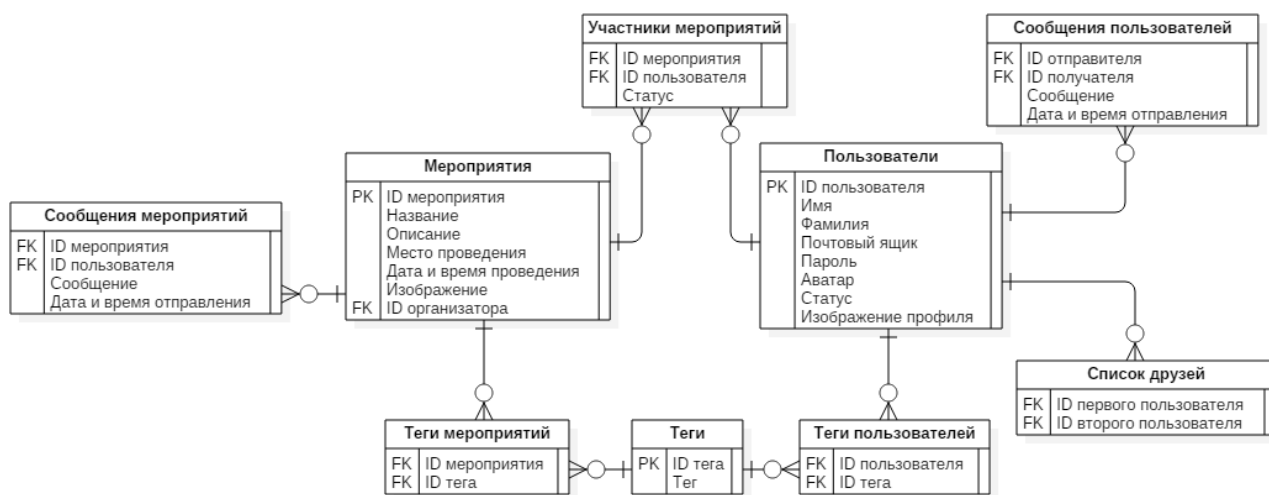 Участники мероприятий
FK ID мероприятия
FK ID пользователя
Статус
Сообщения пользователей
FK ID отправителя
FK ID получателя
Сообщение
Дата и время отправления
Мероприятия
PK ID мероприятия
Название
Описание
Место проведения
Дата и время проведения
Изображение
FK ID организатора
Пользователи
PK ID пользователя
Имя
Фамилия
Почтовый ящик
Пароль
Аватар
Статус
Изображение профиля
Сообщения мероприятий
FK ID мероприятия
FK ID пользователя
Сообщение
Дата и время отправления
Список друзей
FK ID первого пользователя
FK ID второго пользователя
Теги мероприятий
FK ID мероприятия
FK ID тега
Теги
PK ID тега
Тег
Теги пользователей
FK ID пользователя
FK ID тега